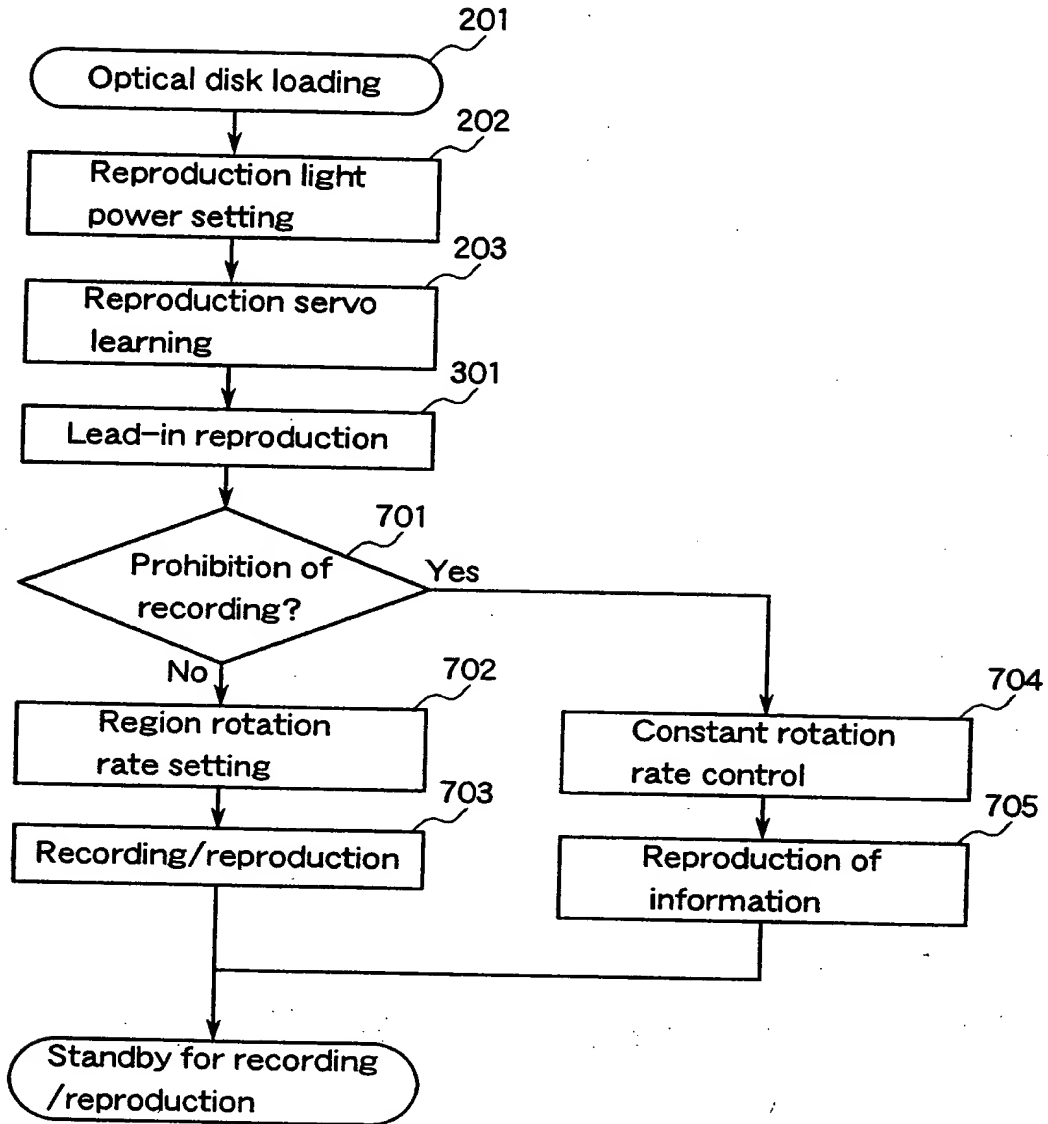 201
Optical disk loading
202
Reproduction light
power setting
203
Reproduction servo
learning
301
Lead-in reproduction
701
Prohibition of
recording?
Yes
No
702
Region rotation
rate setting
703
Recording/reproduction
704
Constant rotation
rate control
705
Reproduction of
information
Standby for recording
/reproduction